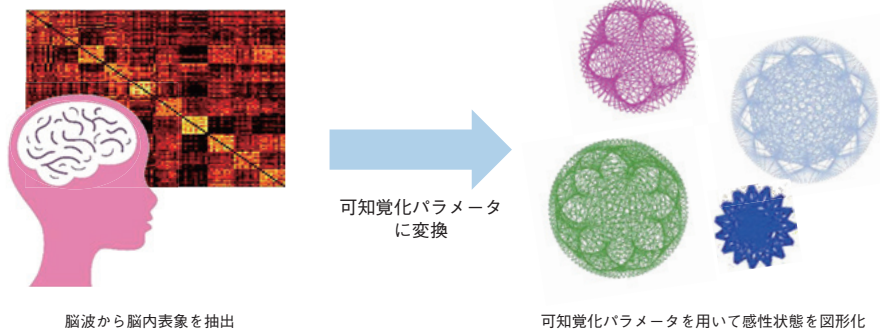 可知覚化パラメータ
に変換
脳波から脳内表象を抽出
可知覚化パラメータを用いて感性状態を図形化